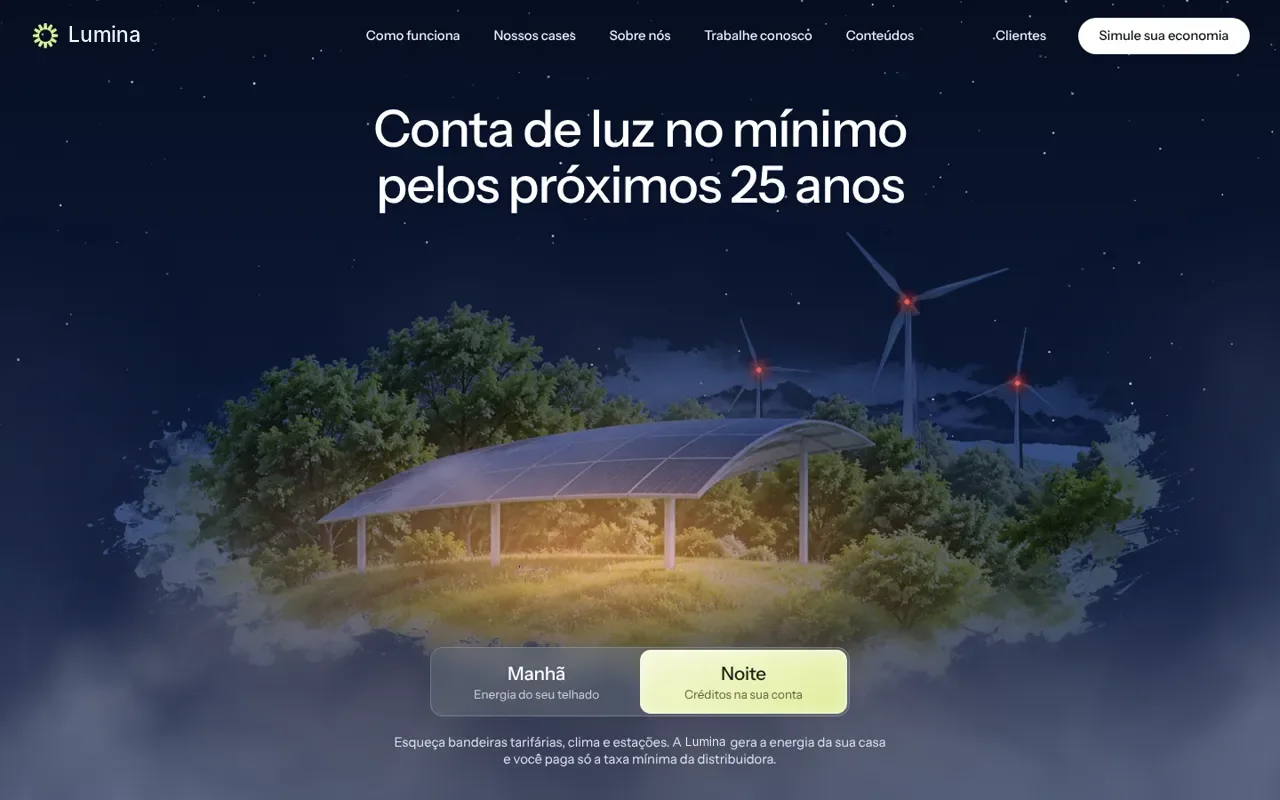 Lumina
Como funciona
Nossos cases
Sobre nós
Trabalhe conosco
Conteúdos
Clientes
Simule sua economia
Conta de luz no mínimo
pelos próximos 25 anos
Manhã
Energia do seu telhado
Noite
Créditos na sua conta
Esqueça bandeiras tarifárias, clima e estações. A Lumina gera a energia da sua casa
e você paga só a taxa mínima da distribuidora.